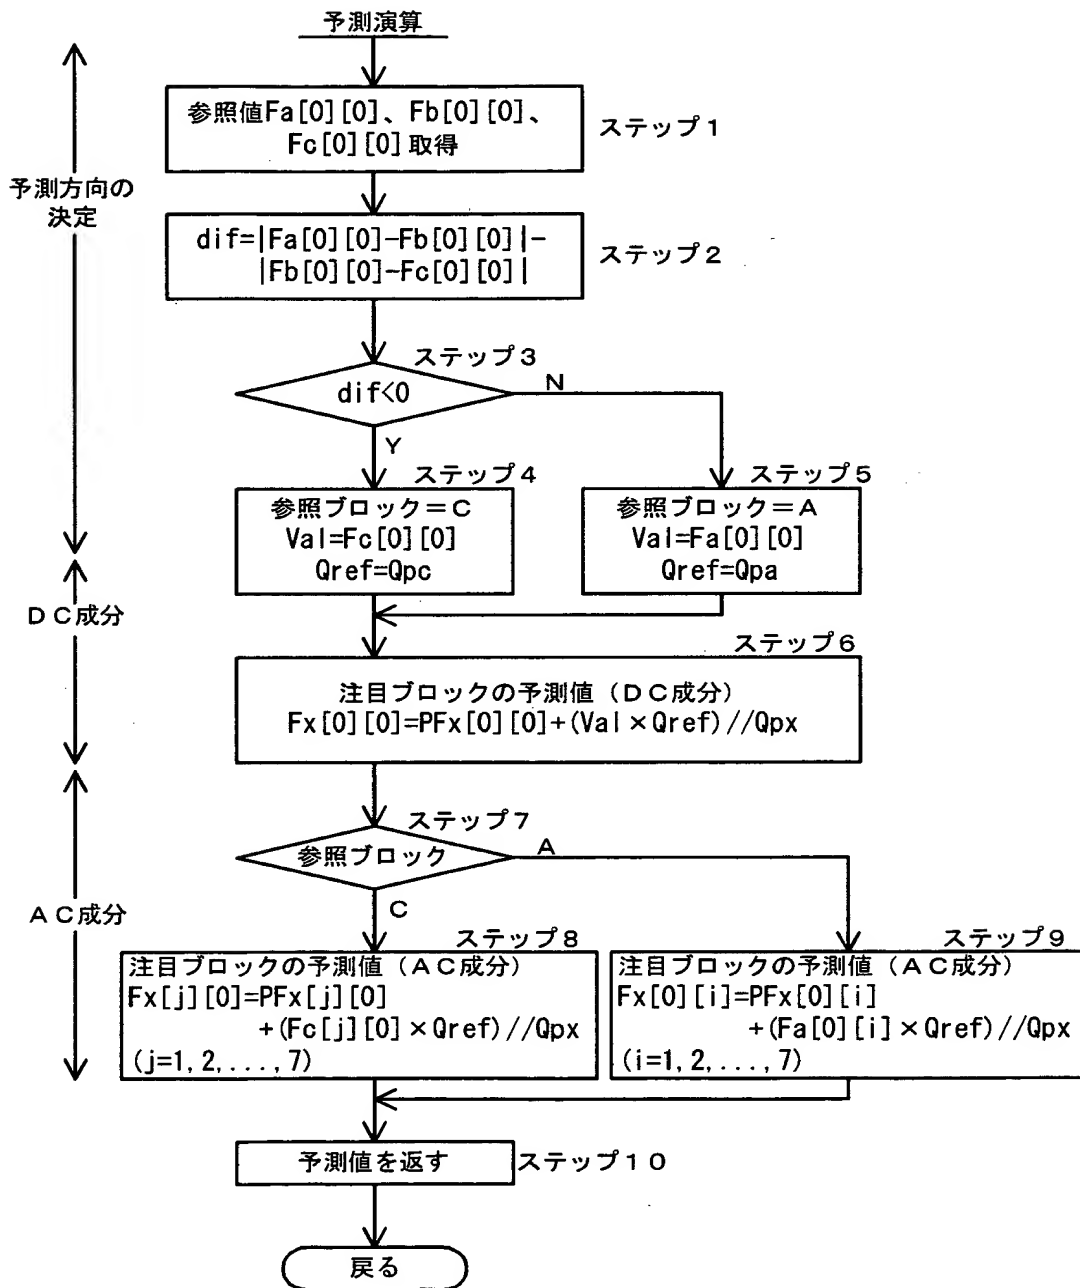 予測演算
参照値Fa[0][0]、Fb[0][0]、
Fc[0][0]取得
ステップ1
予測方向の
決定
dif=|Fa[0][0]-Fb[0][0]|-
|Fb[0][0]-Fc[0][0]|
ステップ2
ステップ3
dif<0
N
Y
ステップ4
参照ブロック=C
Val=Fc[0][0]
Qref=Qpc
ステップ5
参照ブロック=A
Val=Fa[0][0]
Qref=Qpa
DC成分
ステップ6
注目ブロックの予測値(DC成分)
Fx[0][0]=PFx[0][0]+(Val×Qref)//Qpx
ステップ7
参照ブロック
A
C
AC成分
ステップ8
注目ブロックの予測値(AC成分)
Fx[j][0]=PFx[j][0]
+(Fc[j][0]×Qref)//Qpx
(j=1,2,...,7)
ステップ9
注目ブロックの予測値(AC成分)
Fx[0][i]=PFx[0][i]
+(Fa[0][i]×Qref)//Qpx
(i=1,2,...,7)
予測値を返す
ステップ10
戻る